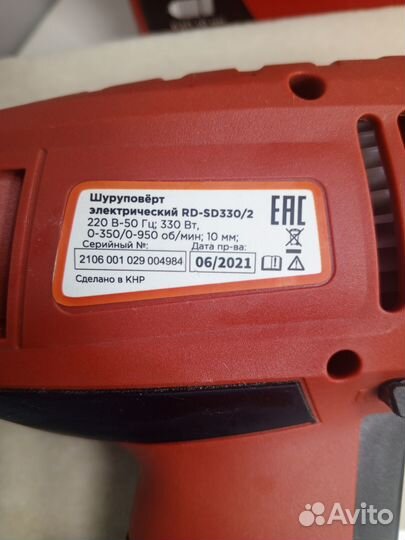 Шуруповёрт
электрический RD-SD330/2
220 В-50 Гц; 330 Вт,
0-350/0-950 об/мин; 10 мм;
Серийный №: Дата пр-ва:
2106 001 029 004984 06/2021
Сделано в КНР
EAC
Avito